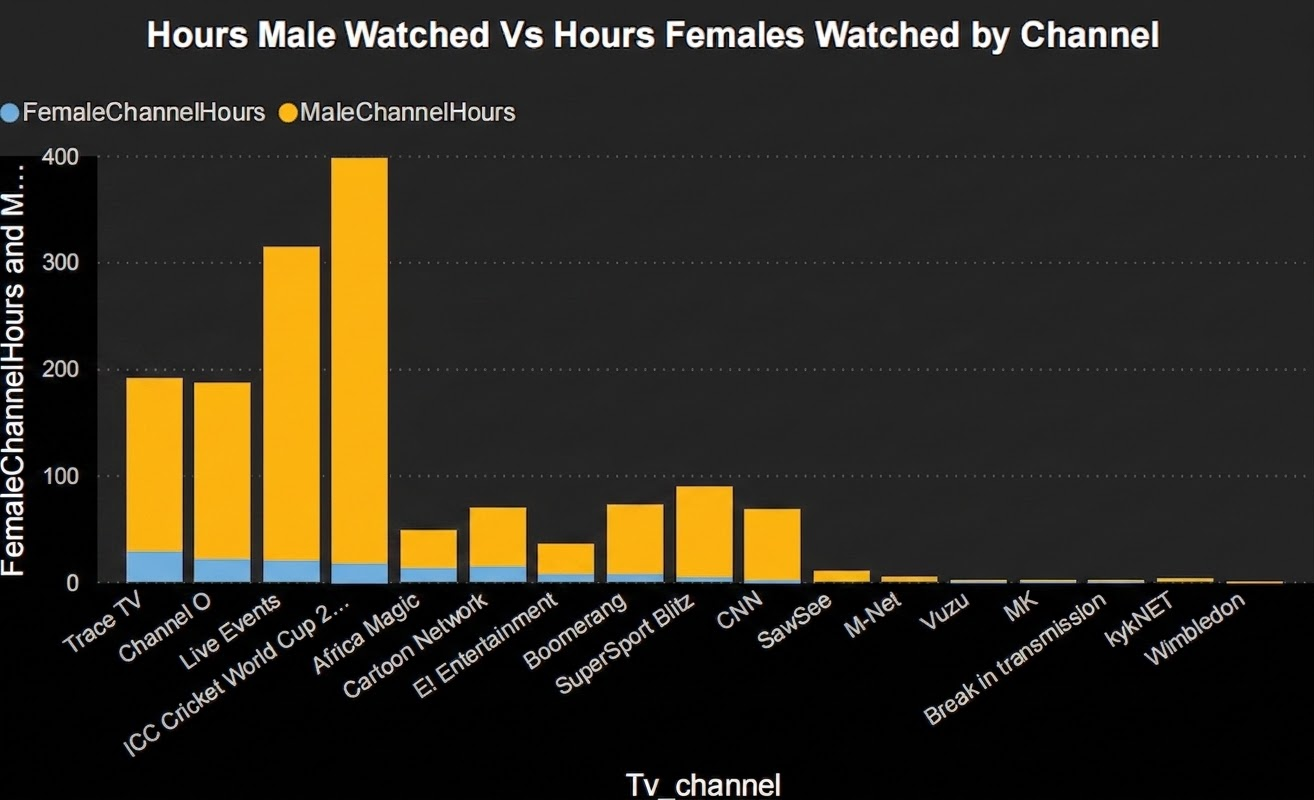 Hours Male Watched Vs Hours Females Watched by Channel
FemaleChannelHours MaleChannelHours
FemaleChannelHours and M...
400
300
200
100
0
Trace TV
Channel O
Live Events
ICC Cricket World Cup 2...
Africa Magic
Cartoon Network
E! Entertainment
Boomerang
SuperSport Blitz
CNN
SawSee
M-Net
Vuzu
MK
Break in transmission
kykNET
Wimbledon
Tv_channel